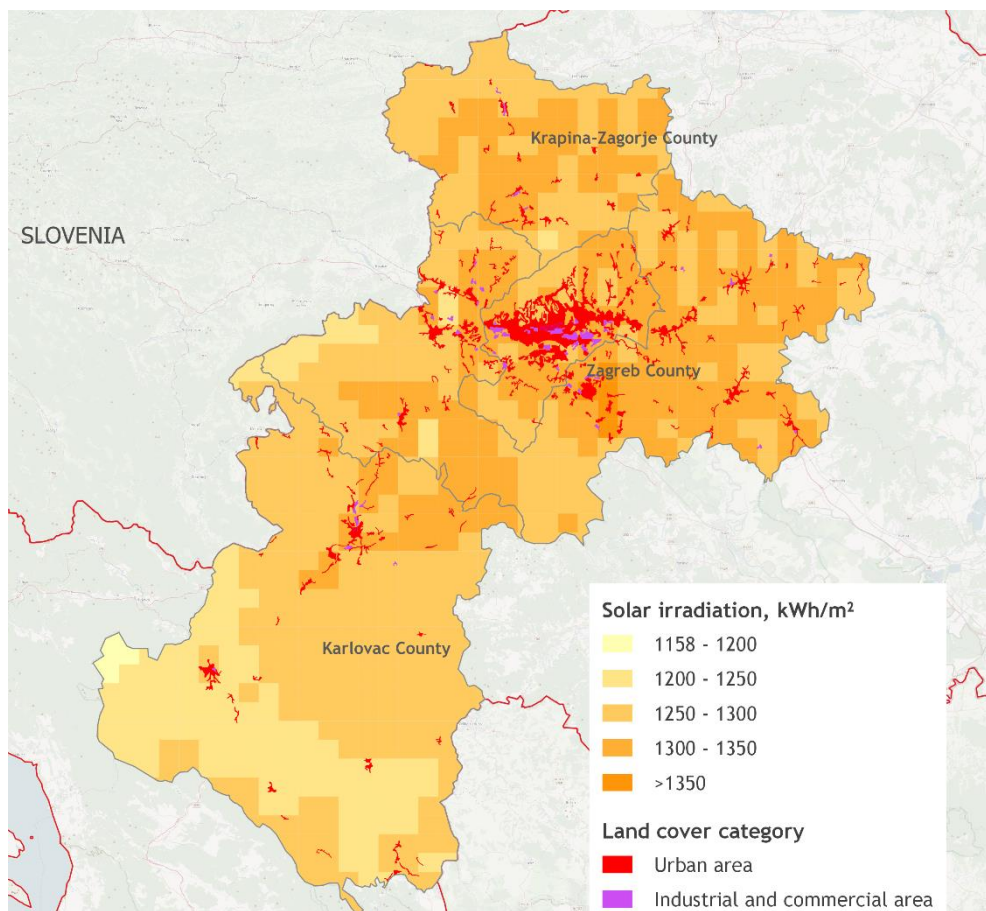 Krapina-Zagorje County
SLOVENIA
Zagreb County
Karlovac County
Solar irradiation, kWh/m²
1158 - 1200
1200 - 1250
1250 - 1300
1300 - 1350
>1350
Land cover category
Urban area
Industrial and commercial area